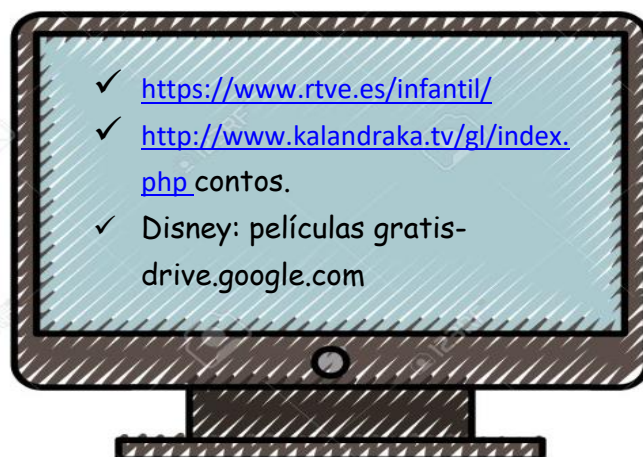 ✓ https://www.rtve.es/infantil/
✓ http://www.kalandraka.tv/gl/index.
php contos.
✓ Disney: películas gratis-
drive.google.com